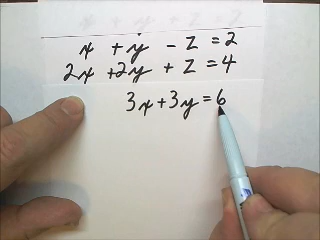 x + y - z = 2
2x + 2y + z = 4
3x + 3y = 6